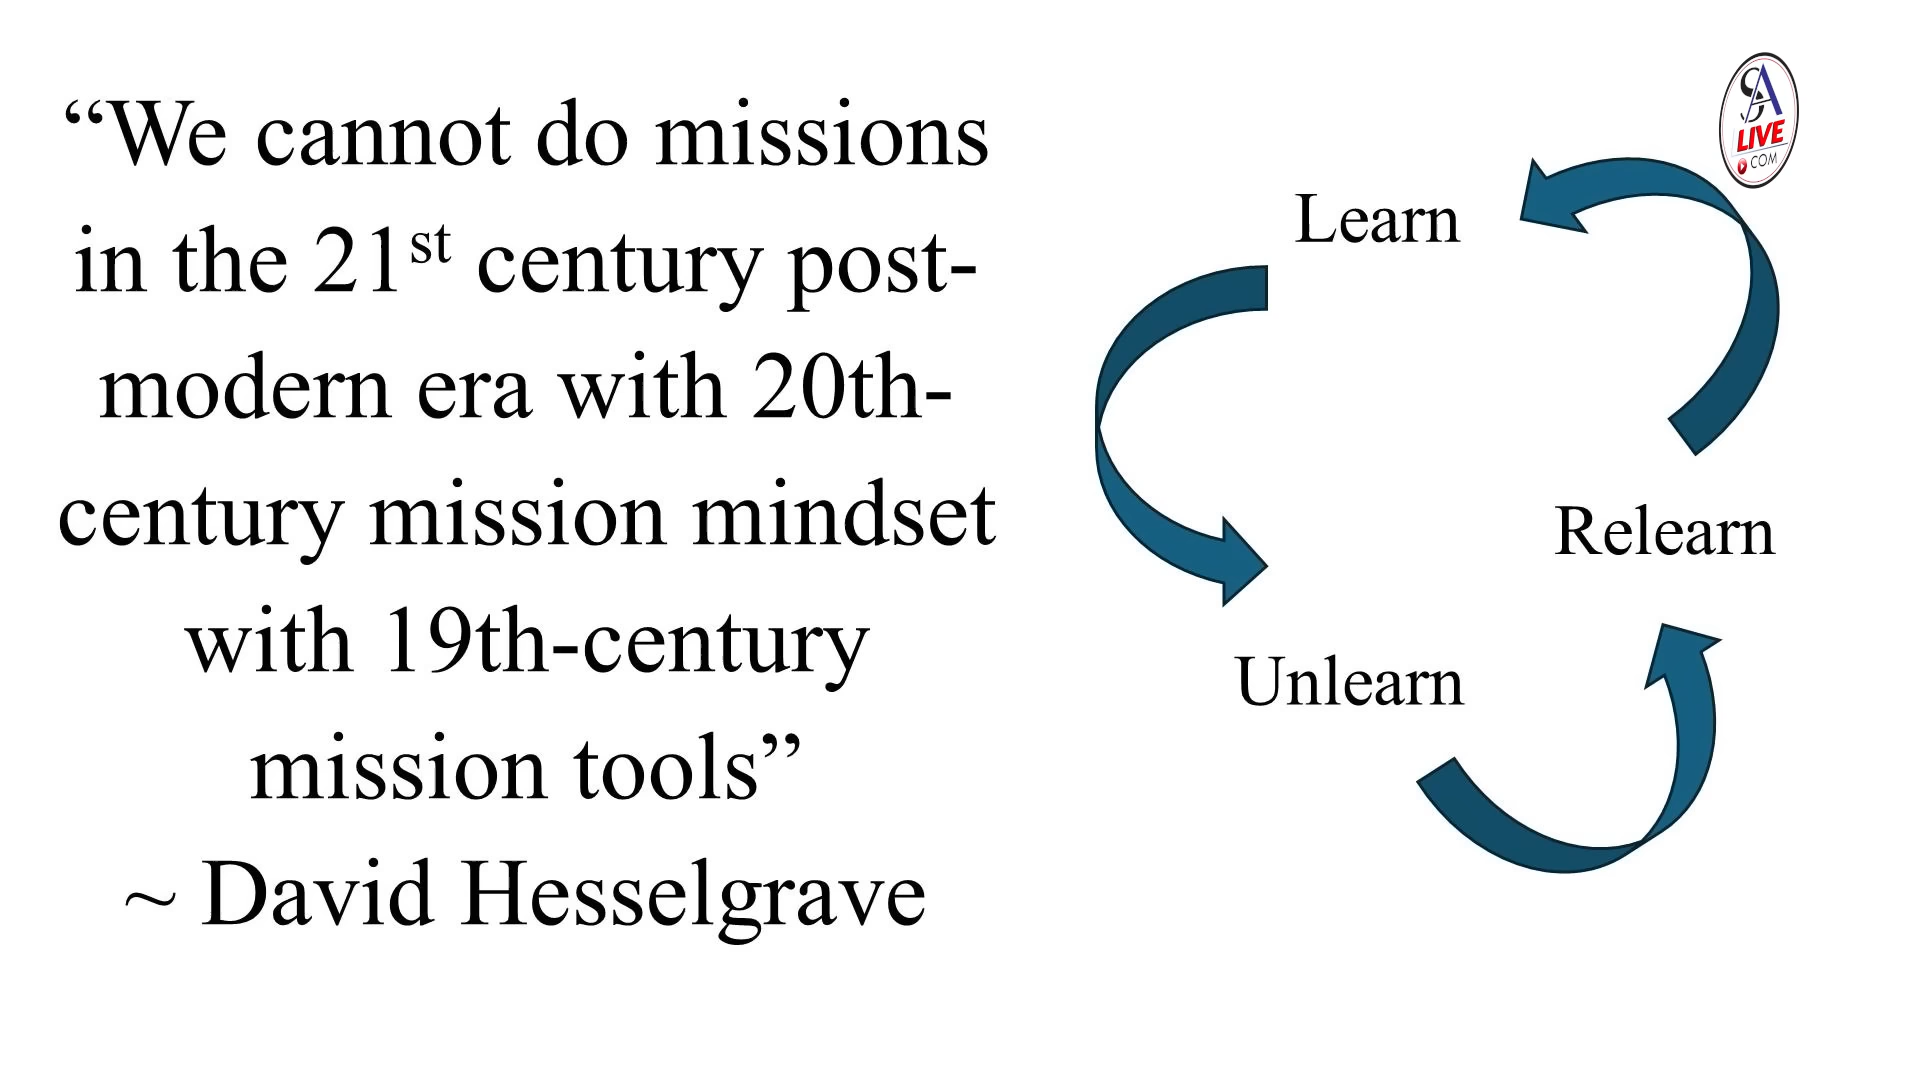 “We cannot do missions
in the 21st century post-
modern era with 20th-
century mission mindset
with 19th-century
mission tools”
~ David Hesselgrave
Learn
Relearn
Unlearn
SA
LIVE
COM